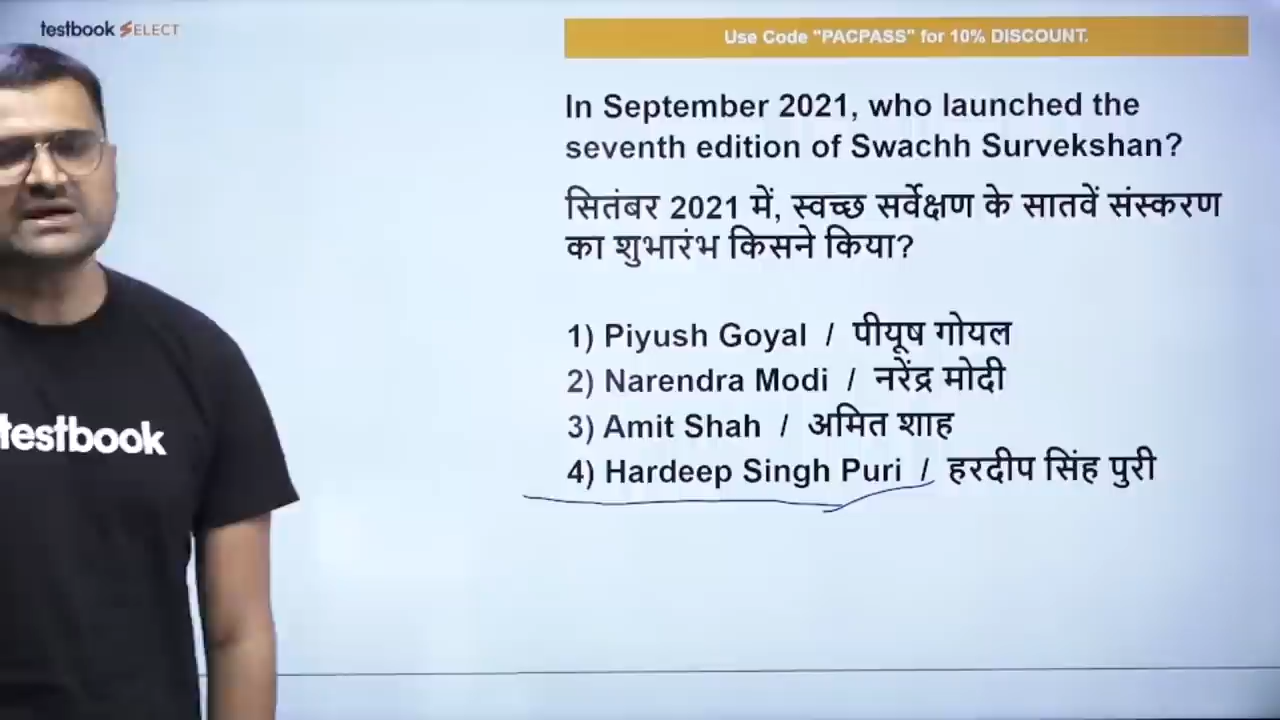 testbook SELECT
Use Code "PACPASS" for 10% DISCOUNT.
In September 2021, who launched the
seventh edition of Swachh Survekshan?
सितंबर 2021 में, स्वच्छ सर्वेक्षण के सातवें संस्करण
का शुभारंभ किसने किया?
1) Piyush Goyal / पीयूष गोयल
2) Narendra Modi / नरेंद्र मोदी
3) Amit Shah / अमित शाह
4) Hardeep Singh Puri / हरदीप सिंह पुरी
testbook